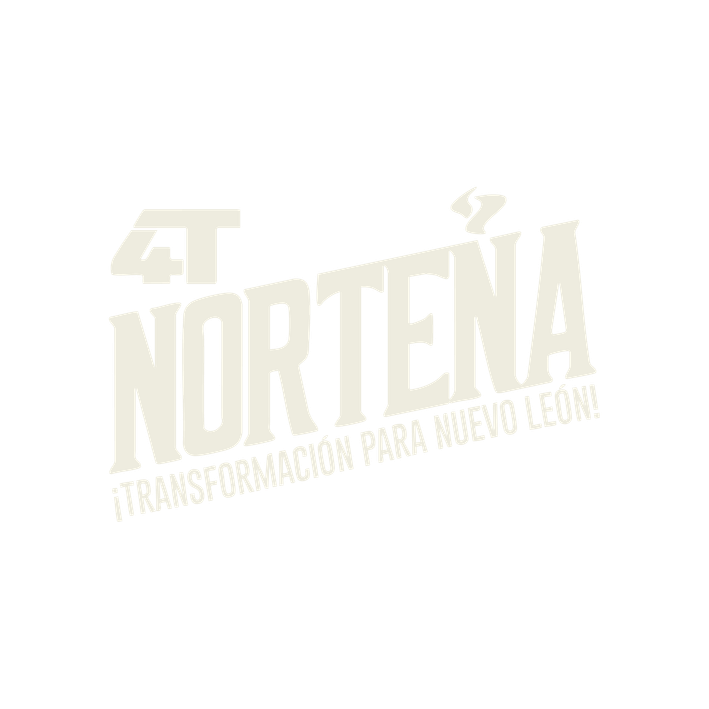 4T
NORTEÑA
¡TRANSFORMACIÓN PARA NUEVO LEÓN!